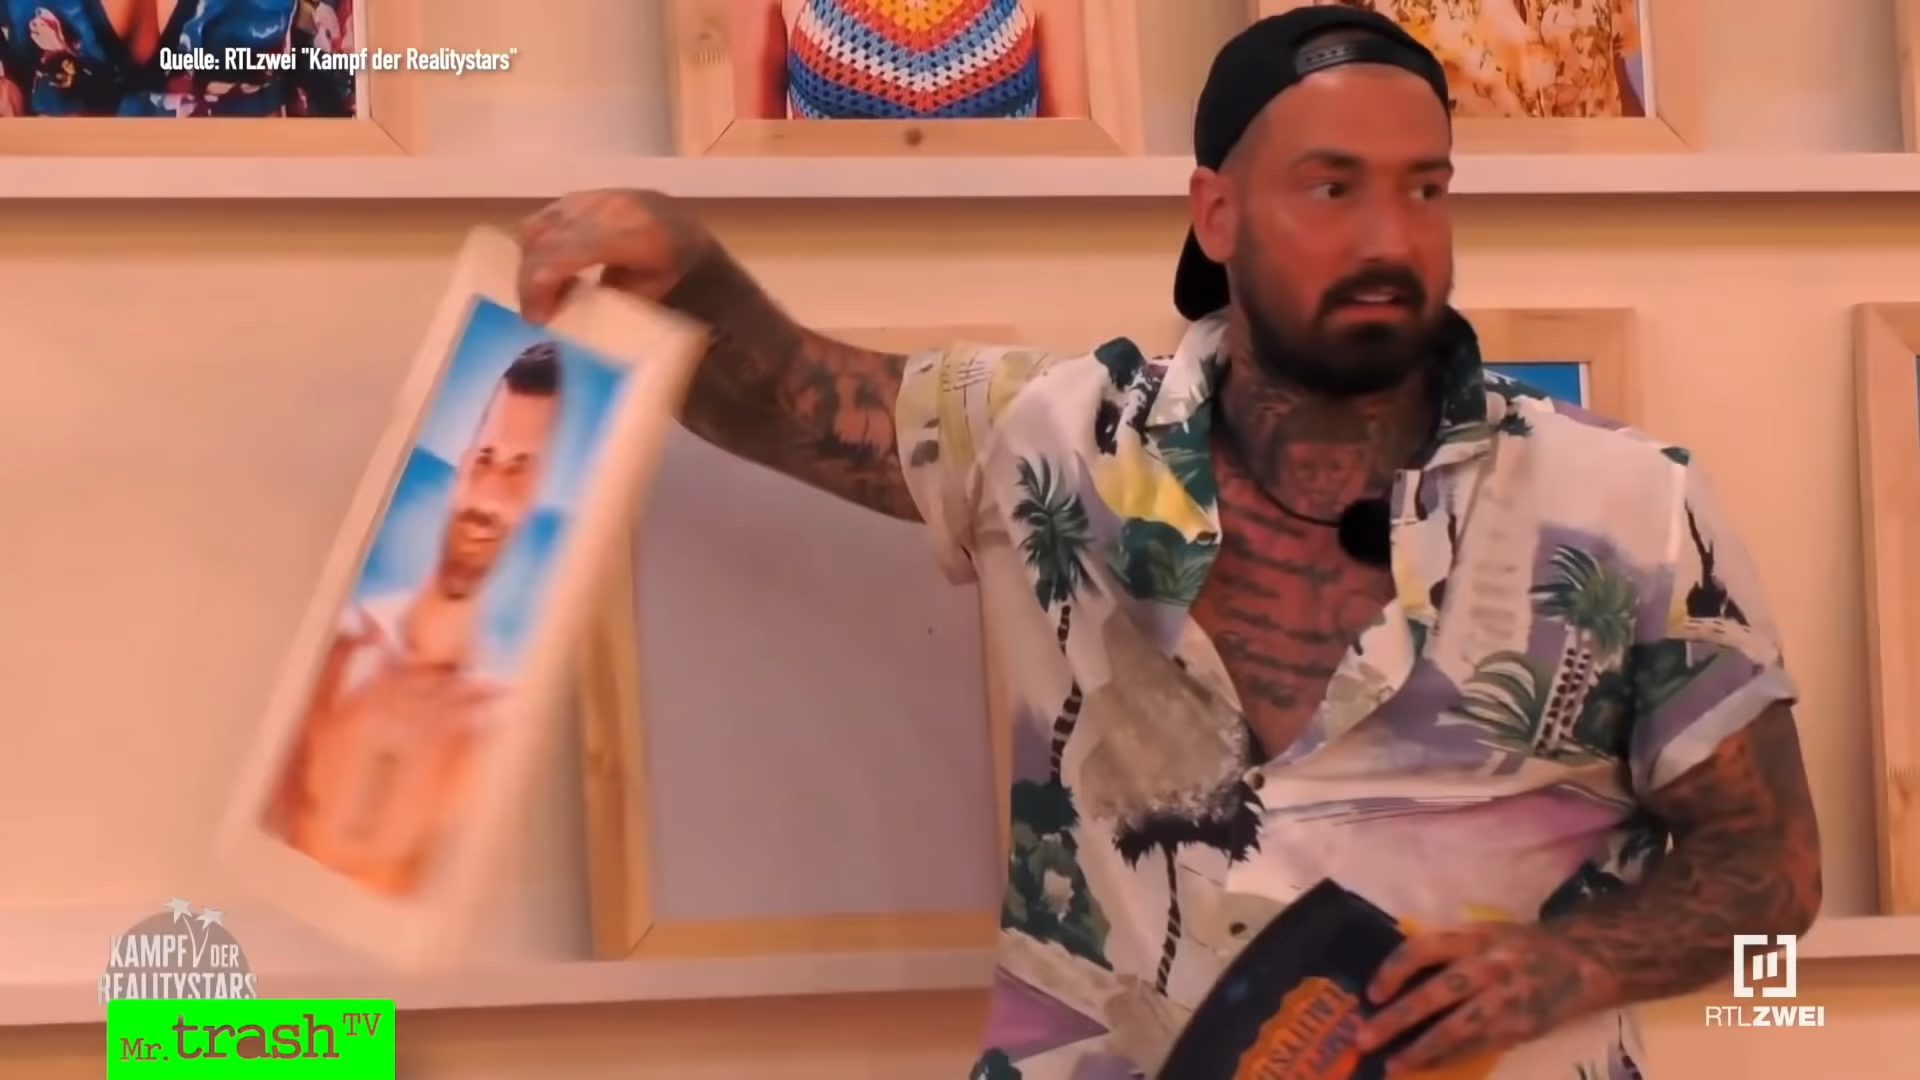 Quelle: RTLzwei "Kampf der Realitystars"
KAMPF DER
REALITYSTARS
Mr. trash TV
RTLZWEI